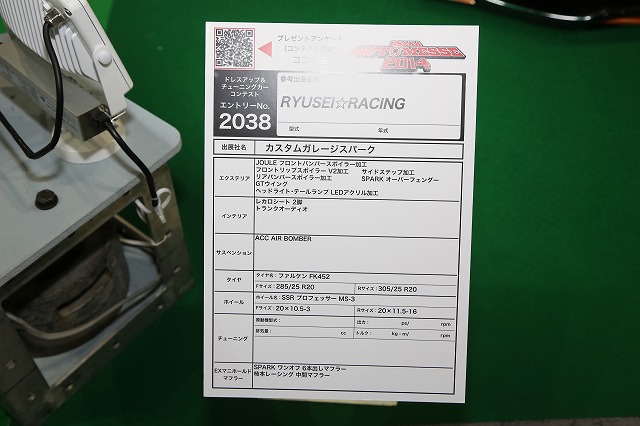 プレゼントアンケート
OSAKA
AUTOMESSE
2014
ドレスアップ&
チューニングカー
コンテスト
エントリーNo.
2038
参考出品車両
RYUSEI☆RACING
型式 年式
出展社名 カスタムガレージスパーク
エクステリア
JOULE フロントバンパースポイラー加工
フロントリップスポイラー V2加工 サイドステップ加工
リアバンパースポイラー加工 SPARK オーバーフェンダー
GTウイング
ヘッドライト・テールランプ LEDアクリル加工
インテリア
レカロシート 2脚
トランクオーディオ
サスペンション
ACC AIR BOMBER
タイヤ
タイヤ名:ファルケン FK452
Fサイズ:285/25 R20 Rサイズ:305/25 R20
ホイール
ホイール名:SSR プロフェッサー MS-3
Fサイズ:20×10.5-3 Rサイズ:20×11.5-16
チューニング
原動機型式: 出力: ps/ rpm
排気量: cc トルク: kg・m/ rpm
EXマニホールド
マフラー
SPARK ワンオフ 6本出しマフラー
柿本レーシング 中間マフラー